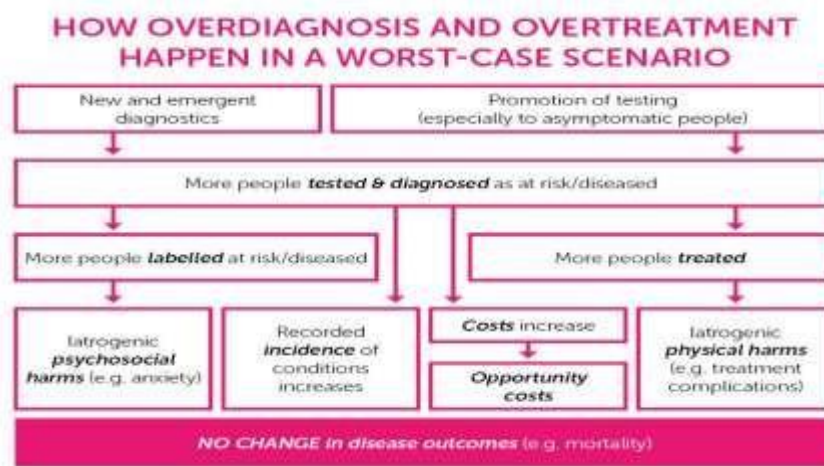 HOW OVERDIAGNOSIS AND OVERTREATMENT
HAPPEN IN A WORST-CASE SCENARIO
New and emergent
diagnostics
Promotion of testing
(especially to asymptomatic people)
More people tested & diagnosed as at risk/diseased
More people labelled at risk/diseased
More people treated
Iatrogenic
psychosocial
harms (e.g. anxiety)
Recorded
incidence of
conditions
increases
Costs increase
Opportunity
costs
Iatrogenic
physical harms
(e.g. treatment
complications)
NO CHANGE in disease outcomes (e.g. mortality)